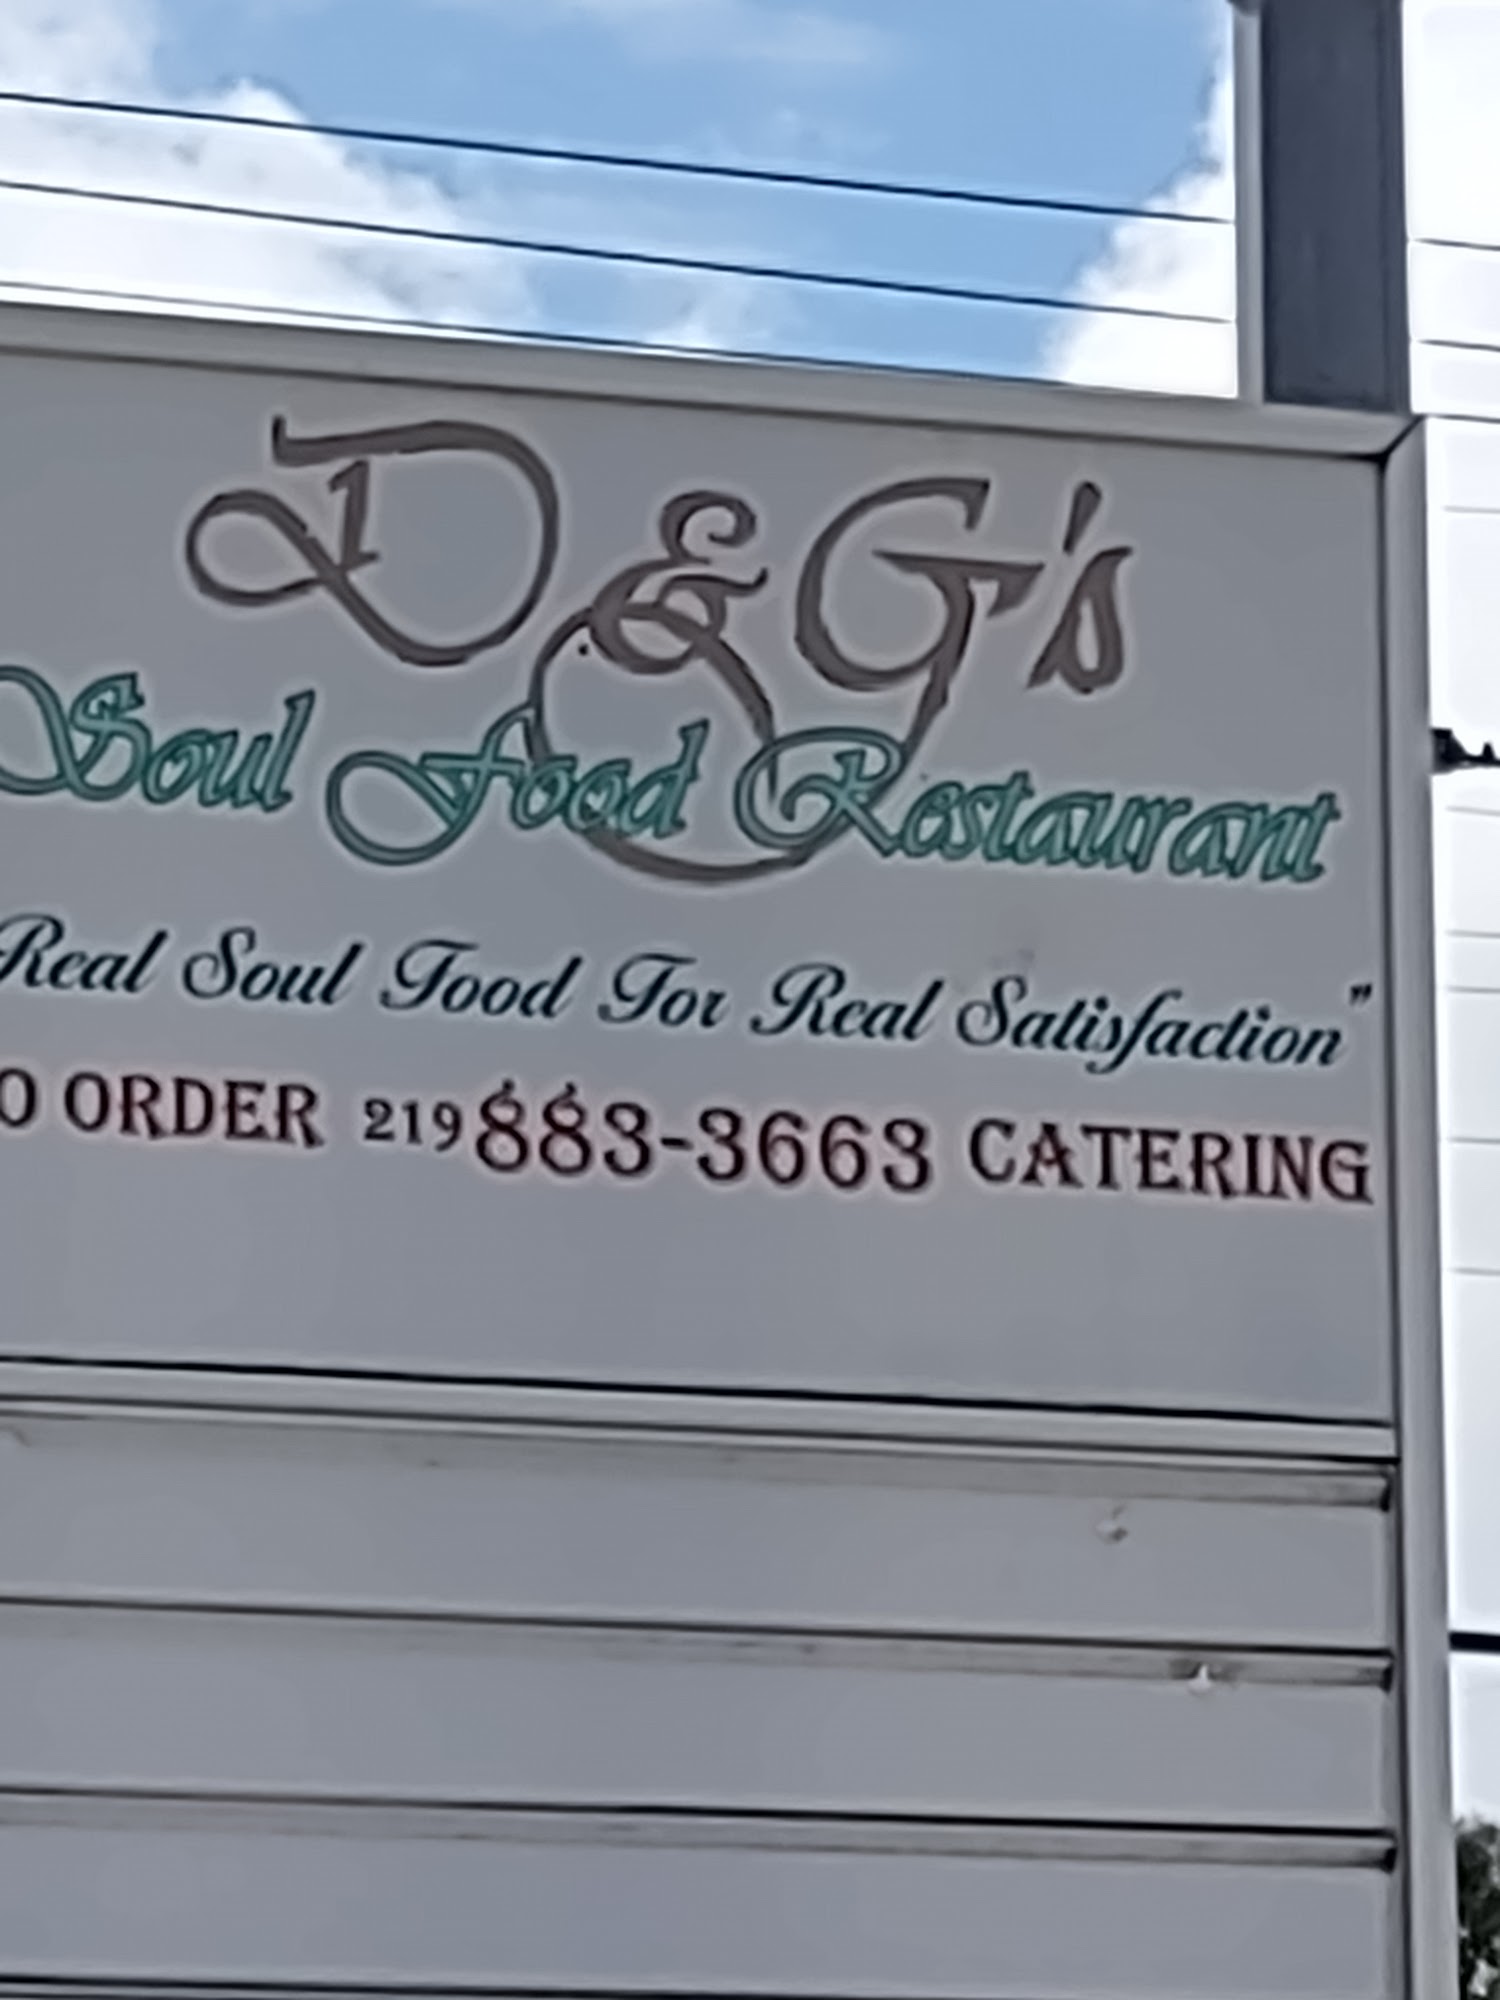 D&G's
Soul Food Restaurant
Real Soul Food For Real Satisfaction"
O ORDER 219 883-3663 CATERING